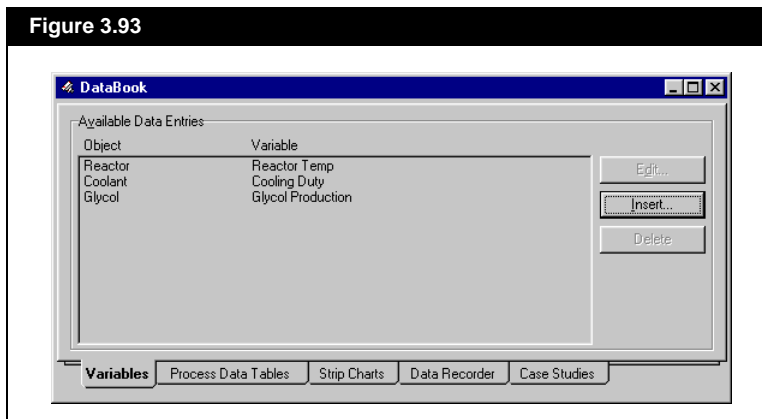 Figure 3.93
DataBook
Available Data Entries
Object Variable
Reactor Reactor Temp
Coolant Cooling Duty
Glycol Glycol Production
Edit...
Insert...
Delete
Variables Process Data Tables Strip Charts Data Recorder Case Studies